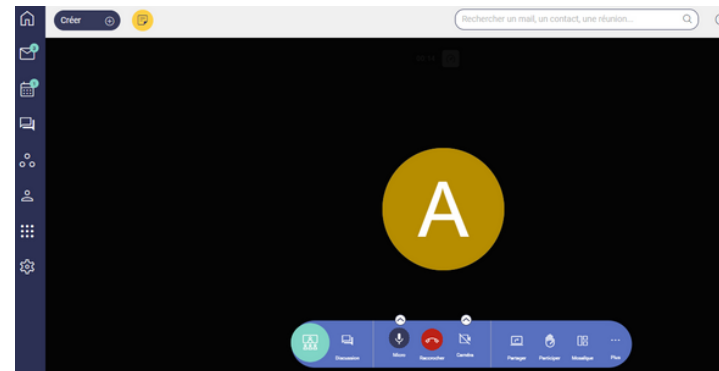 Créer
Rechercher un mail, un contact, une réunion...
A
Discussion
Micro
Raccrocher
Caméra
Partager
Participer
Mosaïque
Plus